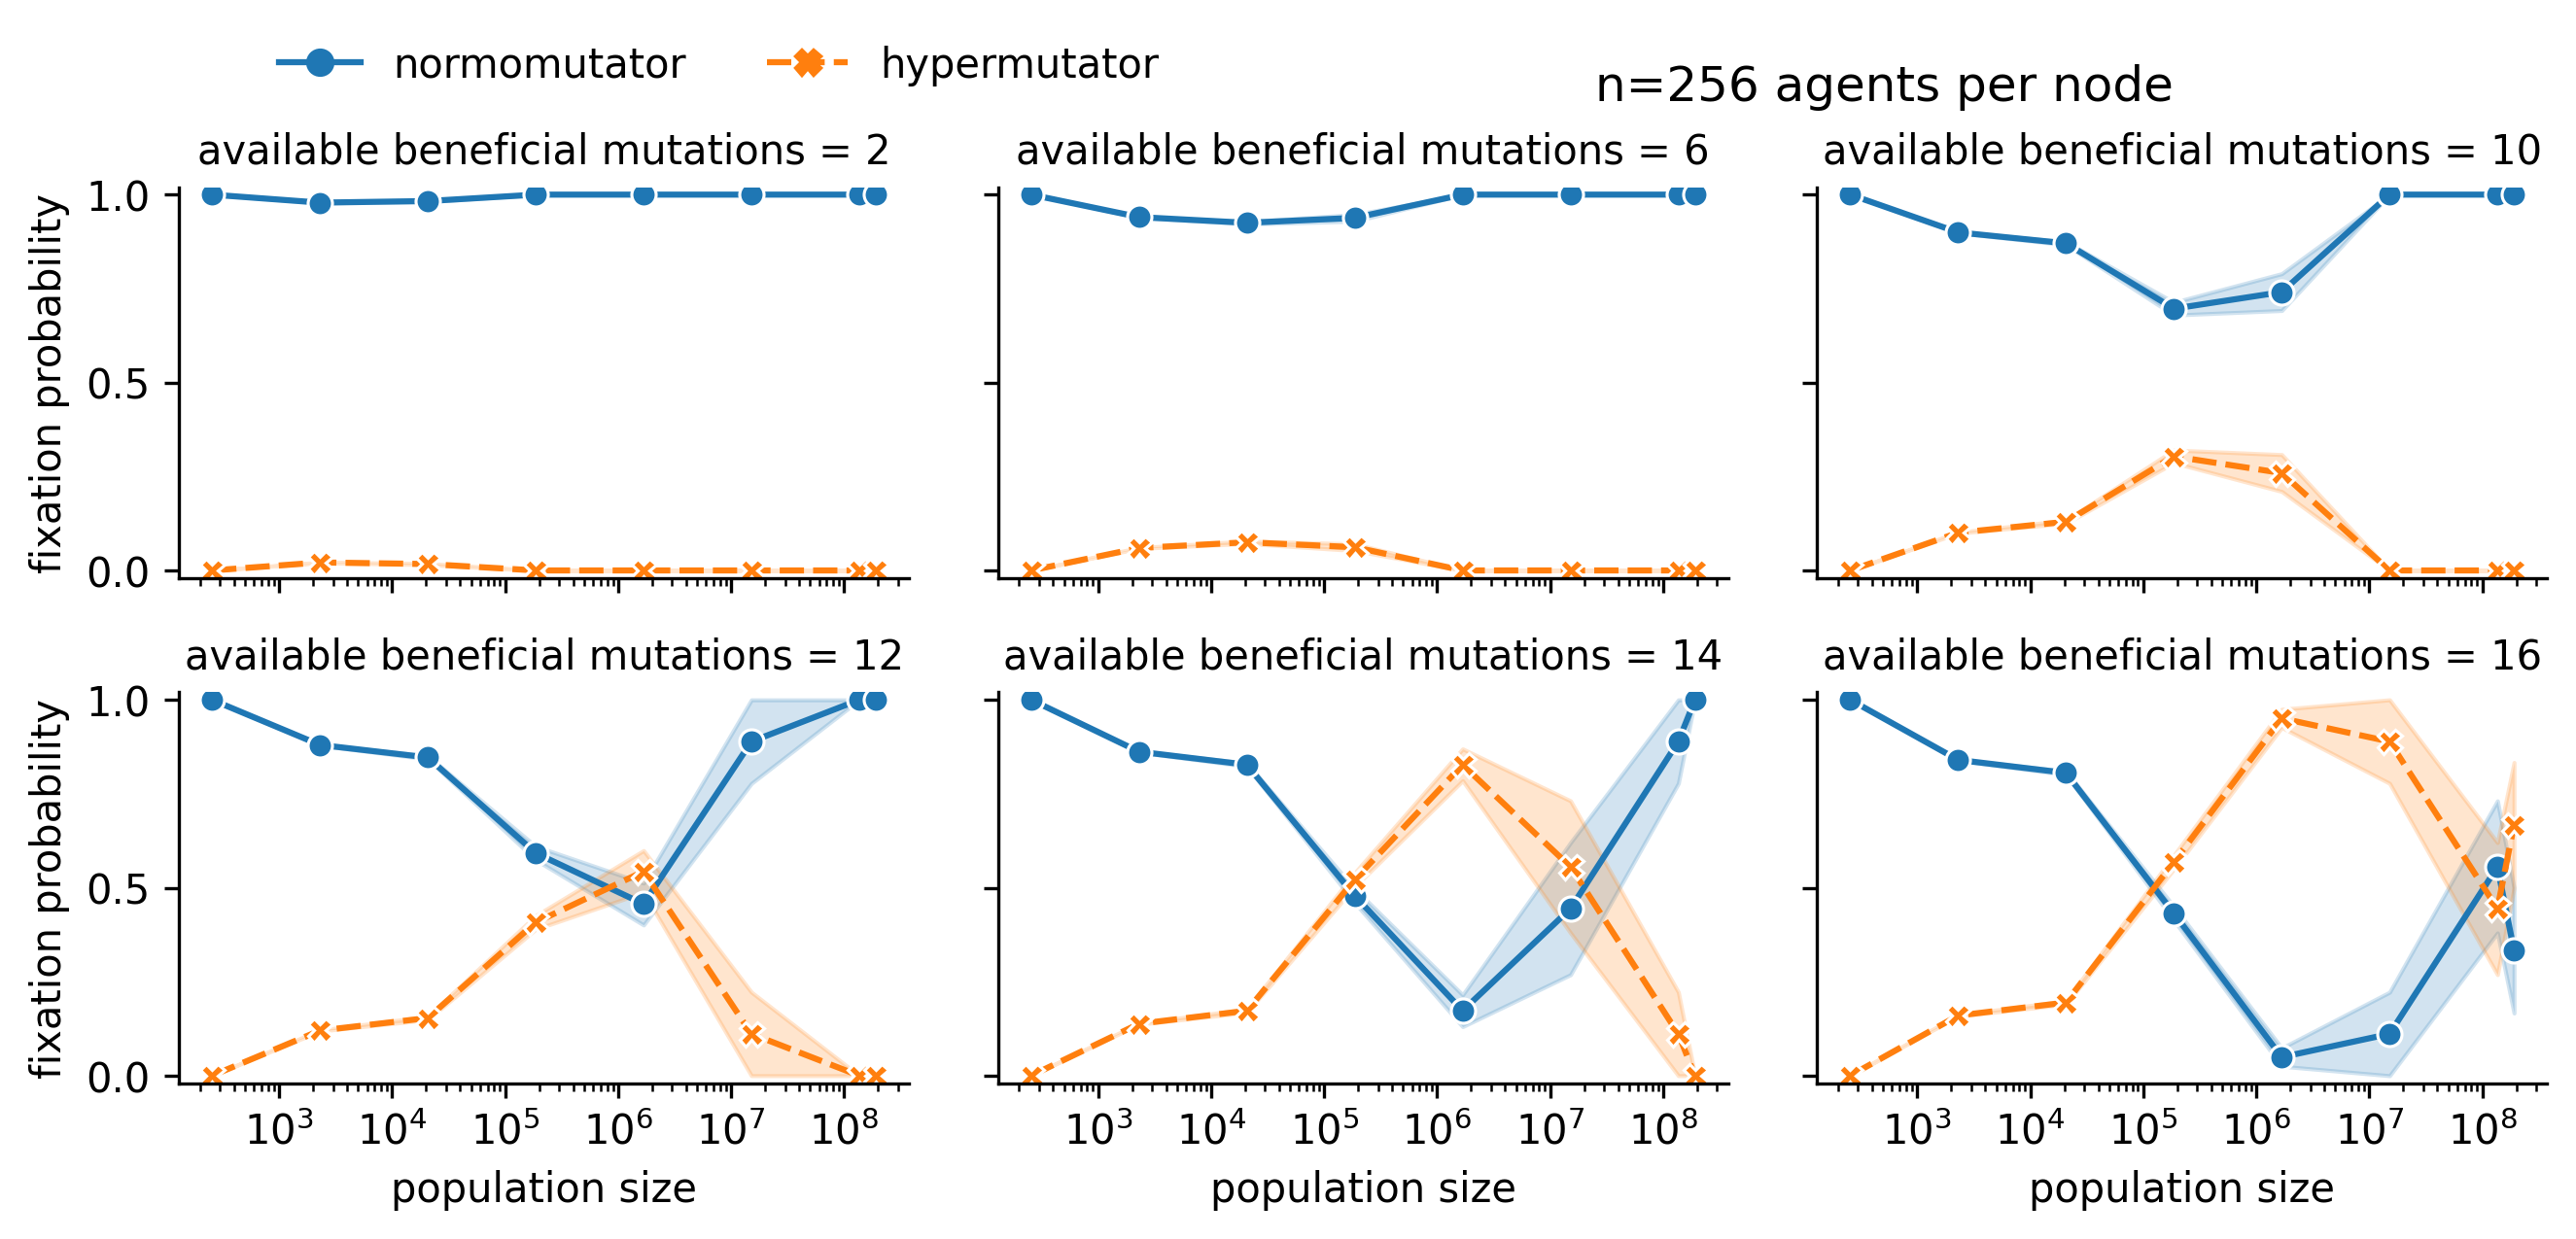 normomutator hypermutator
n=256 agents per node
available beneficial mutations = 2 available beneficial mutations = 6 available beneficial mutations = 10
fixation probability
1.0
0.5
0.0
available beneficial mutations = 12 available beneficial mutations = 14 available beneficial mutations = 16
fixation probability
1.0
0.5
0.0
10³ 10⁴ 10⁵ 10⁶ 10⁷ 10⁸ 10³ 10⁴ 10⁵ 10⁶ 10⁷ 10⁸ 10³ 10⁴ 10⁵ 10⁶ 10⁷ 10⁸
population size population size population size